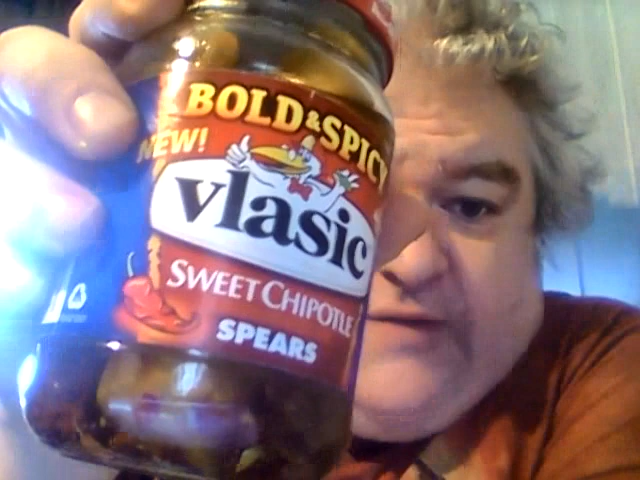 BOLD & SPICY
NEW!
vlasic
SWEET CHIPOTLE
SPEARS